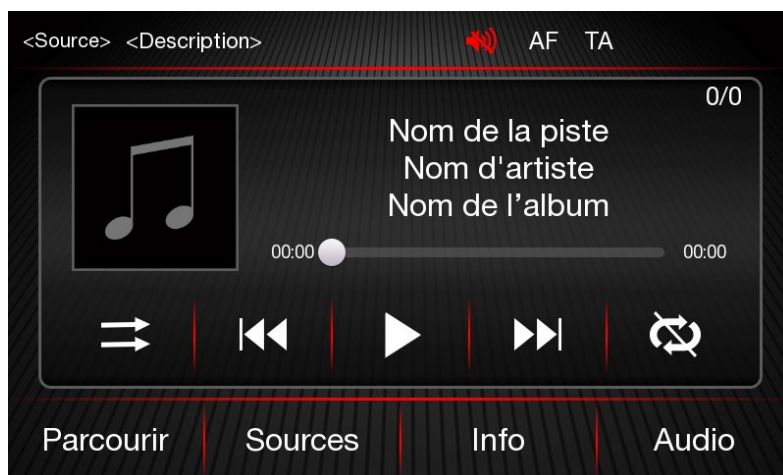 <Source> <Description> AF TA
0/0
Nom de la piste
Nom d'artiste
Nom de l’album
00:00 00:00
Parcourir Sources Info Audio